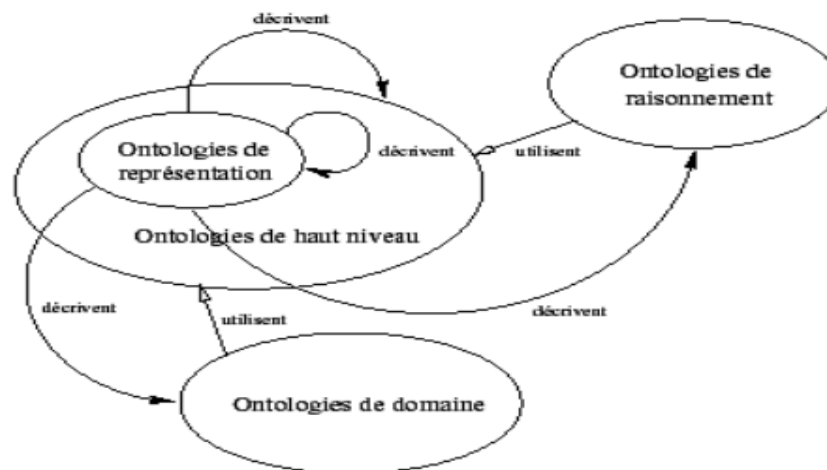 décrivent
Ontologies de
raisonnement
Ontologies de
représentation
décrivent
utilisent
Ontologies de haut niveau
décrivent
utilisent
décrivent
Ontologies de domaine